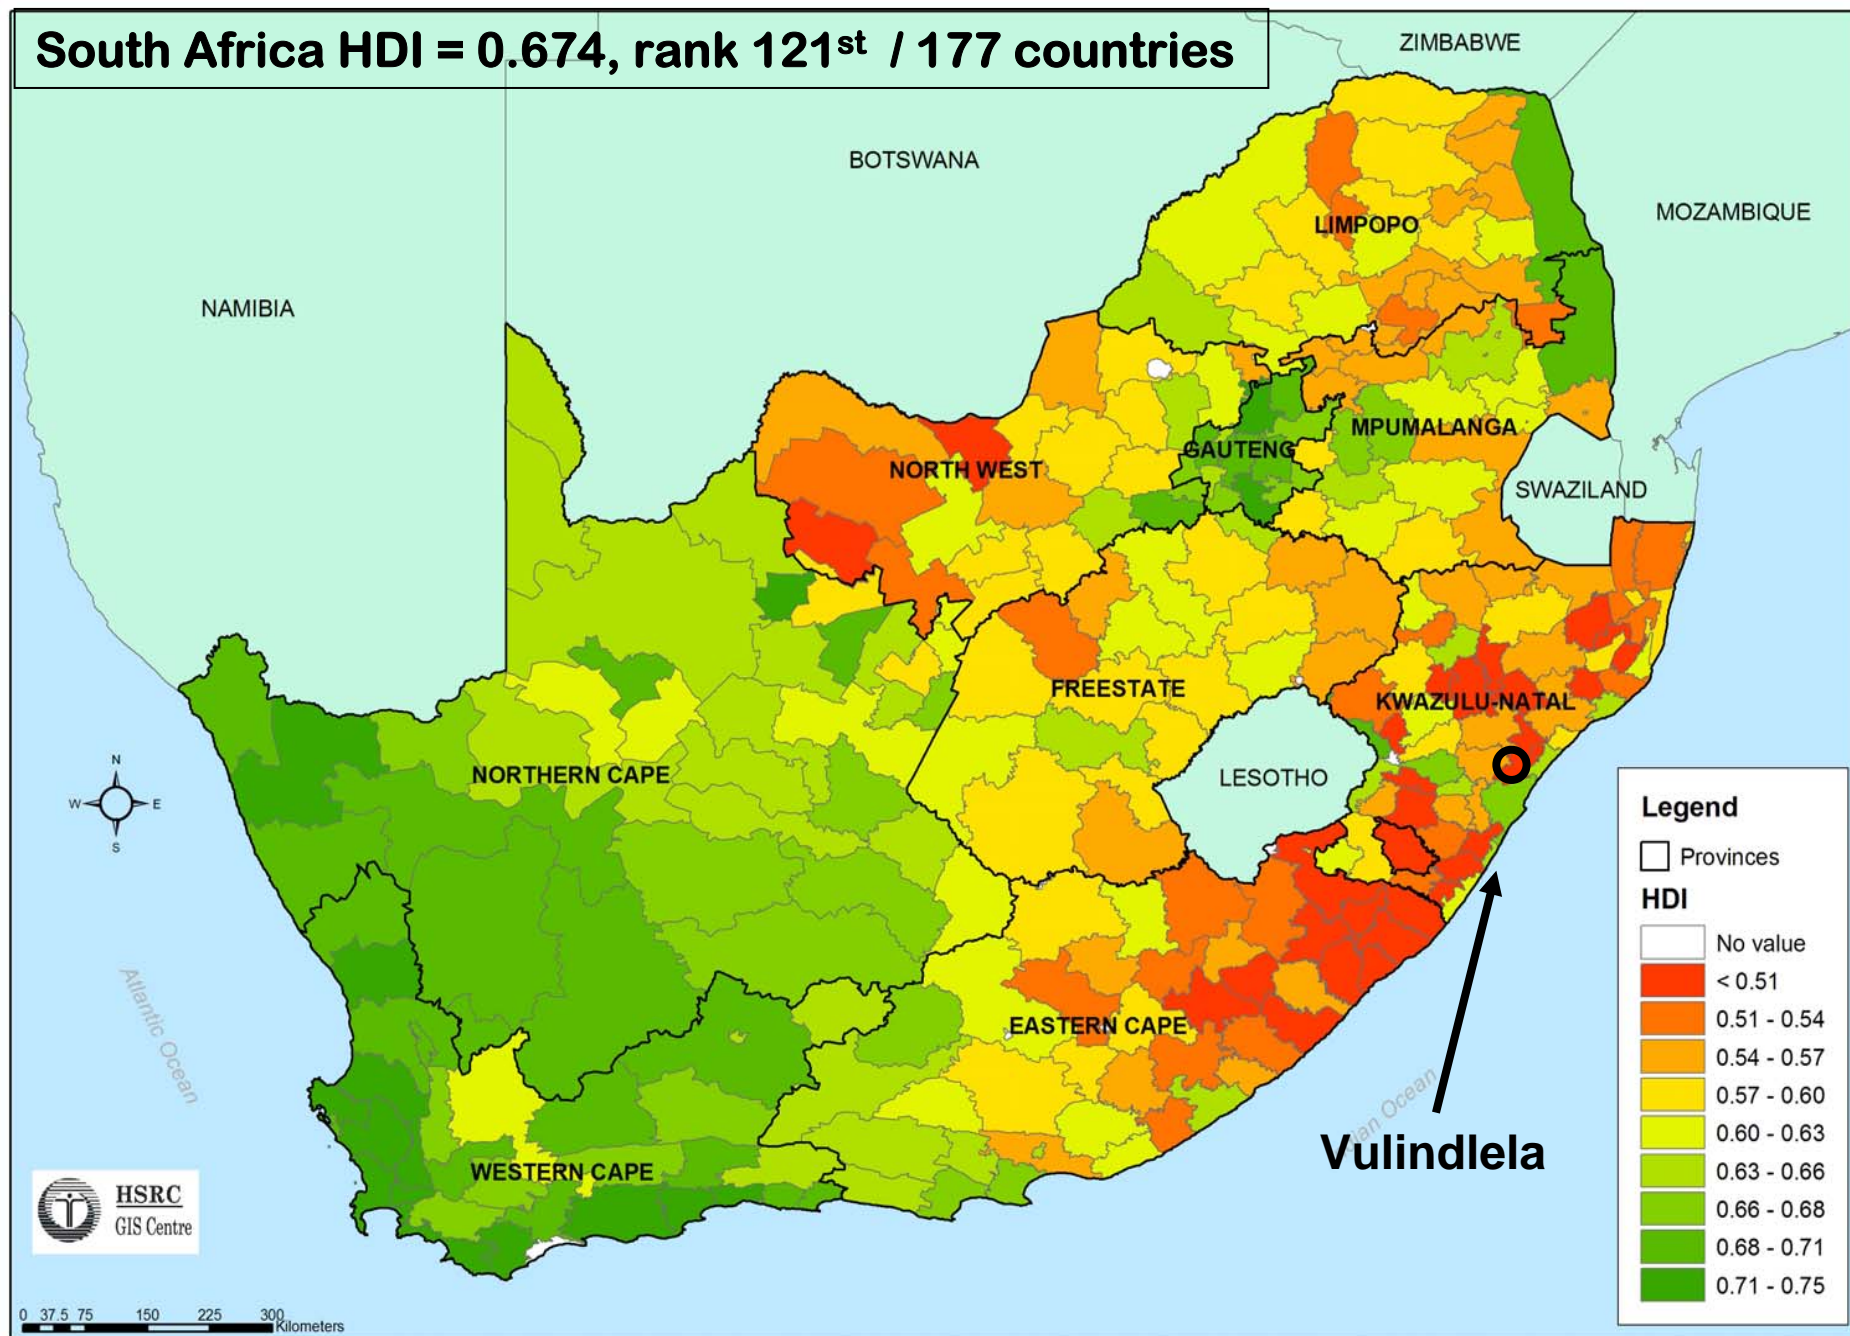 South Africa HDI = 0.674, rank 121st / 177 countries
ZIMBABWE
BOTSWANA
MOZAMBIQUE
LIMPOPO
NAMIBIA
MPUMALANGA
GAUTENG
NORTH WEST
SWAZILAND
FREESTATE
KWAZULU-NATAL
NORTHERN CAPE
LESOTHO
N
W
E
S
Legend
Provinces
HDI
No value
< 0.51
0.51 - 0.54
0.54 - 0.57
0.57 - 0.60
0.60 - 0.63
0.63 - 0.66
0.66 - 0.68
0.68 - 0.71
0.71 - 0.75
Atlantic Ocean
EASTERN CAPE
Ocean
Vulindlela
WESTERN CAPE
HSRC
GIS Centre
0 37.5 75 150 225 300
Kilometers